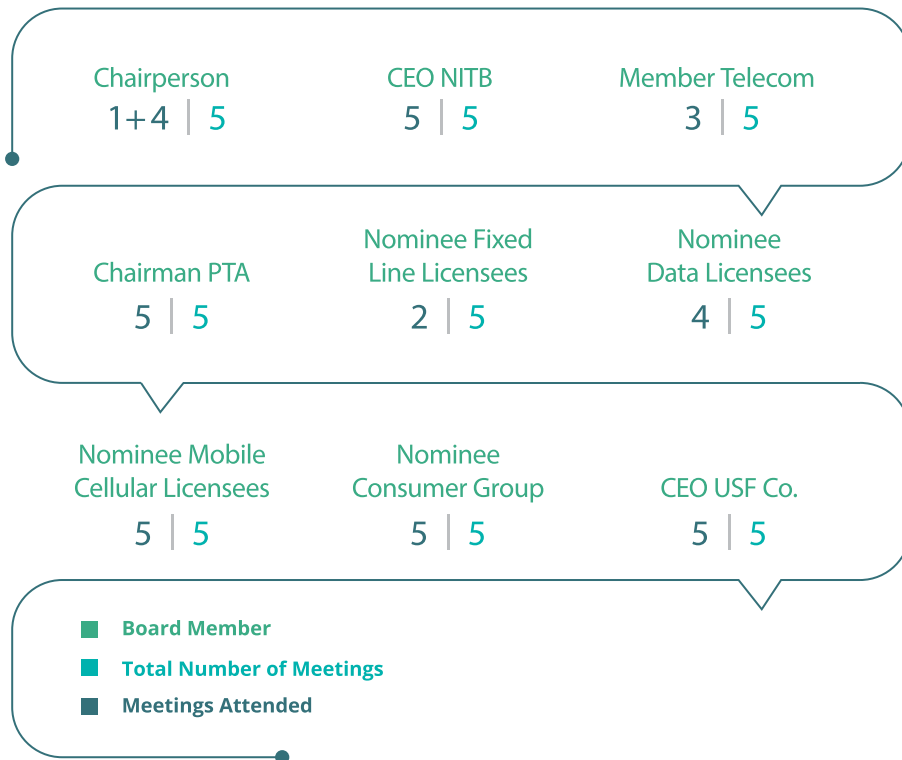 Chairperson
1+4 | 5
CEO NITB
5 | 5
Member Telecom
3 | 5
Chairman PTA
5 | 5
Nominee Fixed
Line Licensees
2 | 5
Nominee
Data Licensees
4 | 5
Nominee Mobile
Cellular Licensees
5 | 5
Nominee
Consumer Group
5 | 5
CEO USF Co.
5 | 5
Board Member
Total Number of Meetings
Meetings Attended